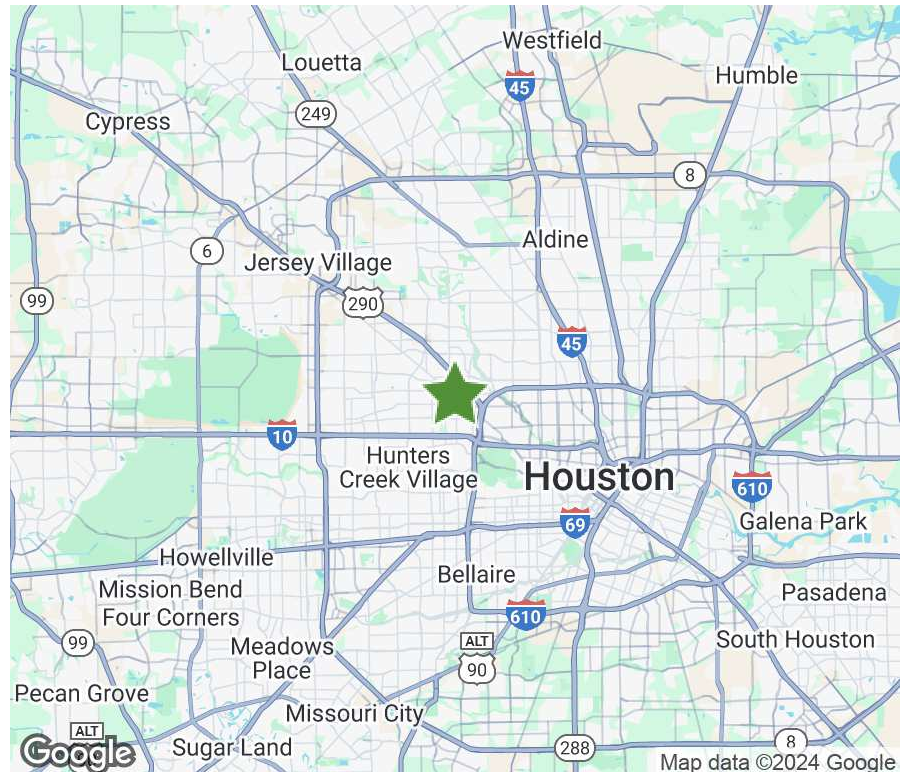 Westfield
Louetta
Humble
45
249
Cypress
8
Aldine
6
Jersey Village
99
290
45
10
Hunters
Creek Village
Houston
610
69
Galena Park
Howellville
Bellaire
Mission Bend
Pasadena
Four Corners
610
99
Meadows
Place
ALT
90
South Houston
Pecan Grove
Missouri City
ALT
Sugar Land
288
8
Google
Map data ©2024 Google